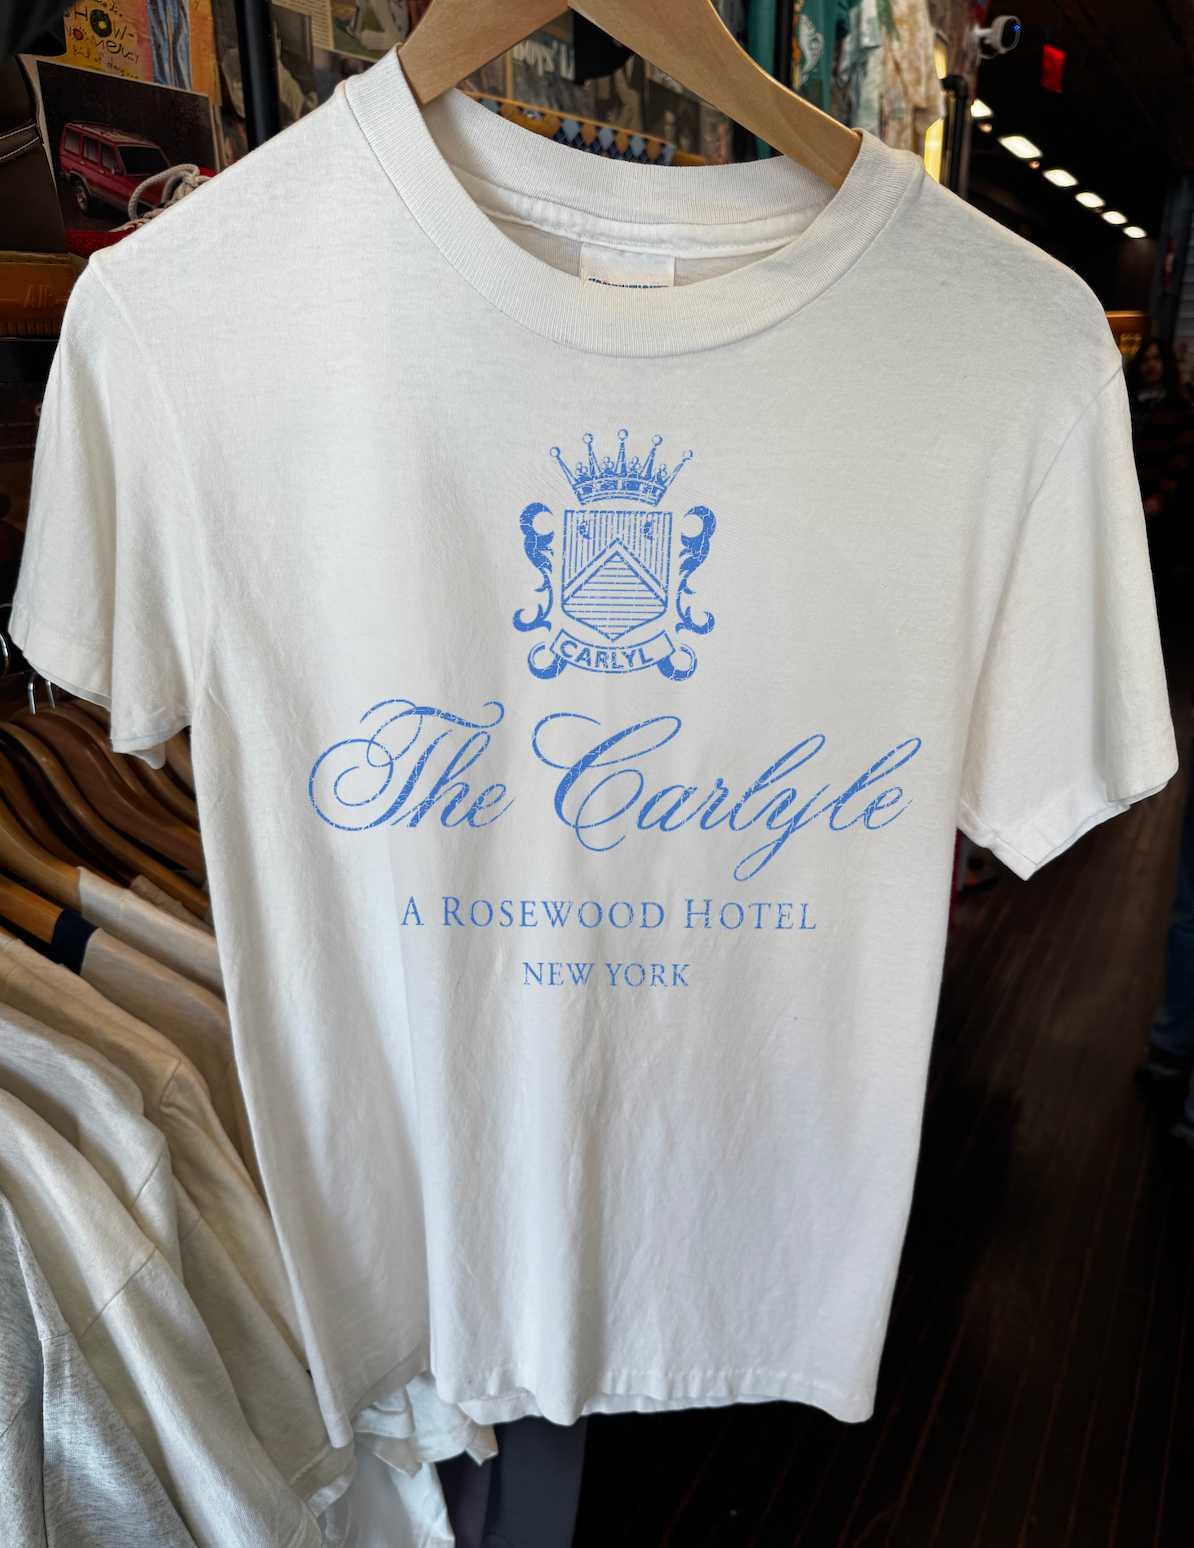 CARLYL
The Carlyle
A ROSEWOOD HOTEL
NEW YORK